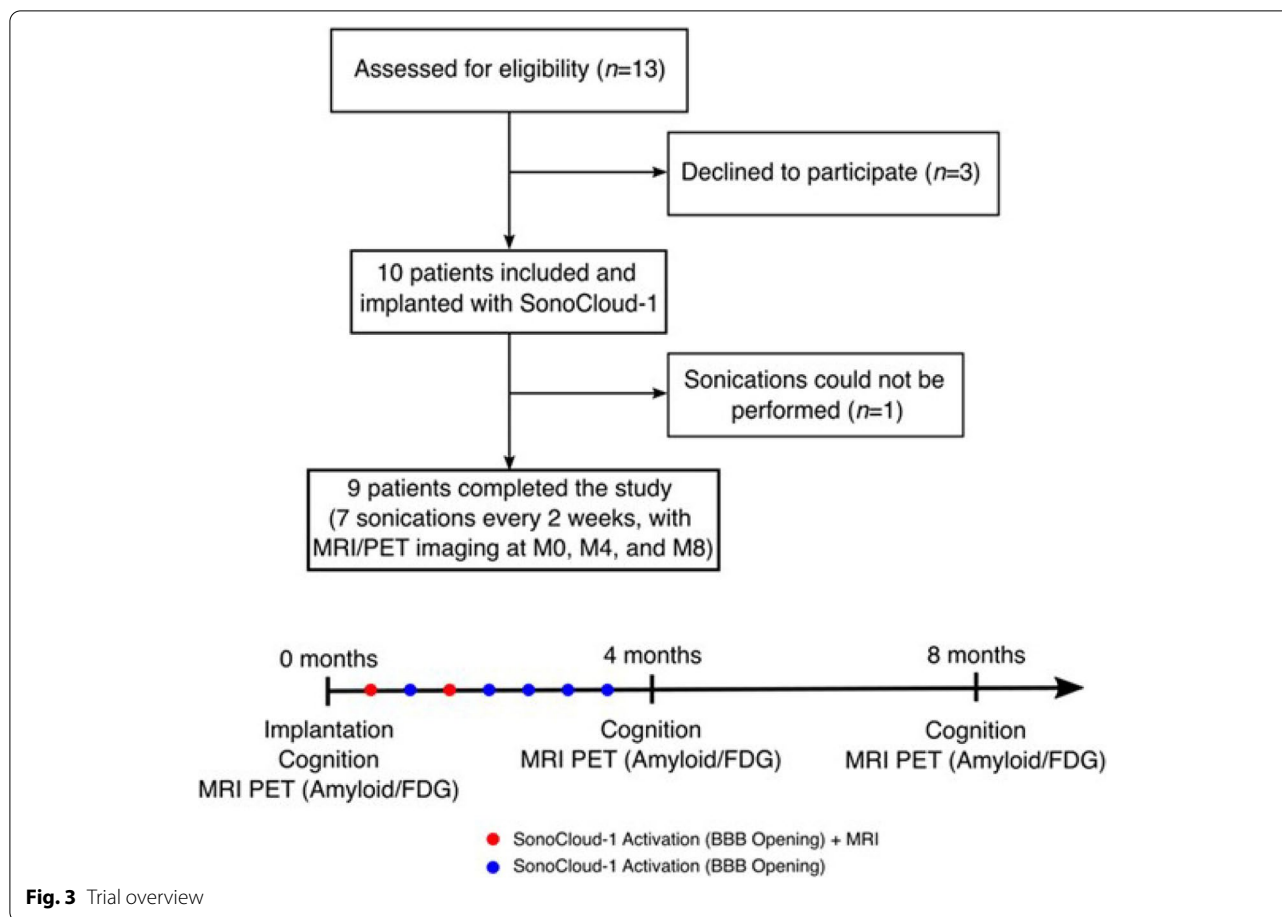 Assessed for eligibility (n=13)
Declined to participate (n=3)
10 patients included and
implanted with SonoCloud-1
Sonications could not be
performed (n=1)
9 patients completed the study
(7 sonications every 2 weeks, with
MRI/PET imaging at M0, M4, and M8)
0 months
4 months
8 months
Implantation
Cognition
MRI PET (Amyloid/FDG)
Cognition
MRI PET (Amyloid/FDG)
Cognition
MRI PET (Amyloid/FDG)
SonoCloud-1 Activation (BBB Opening) + MRI
SonoCloud-1 Activation (BBB Opening)
Fig. 3 Trial overview